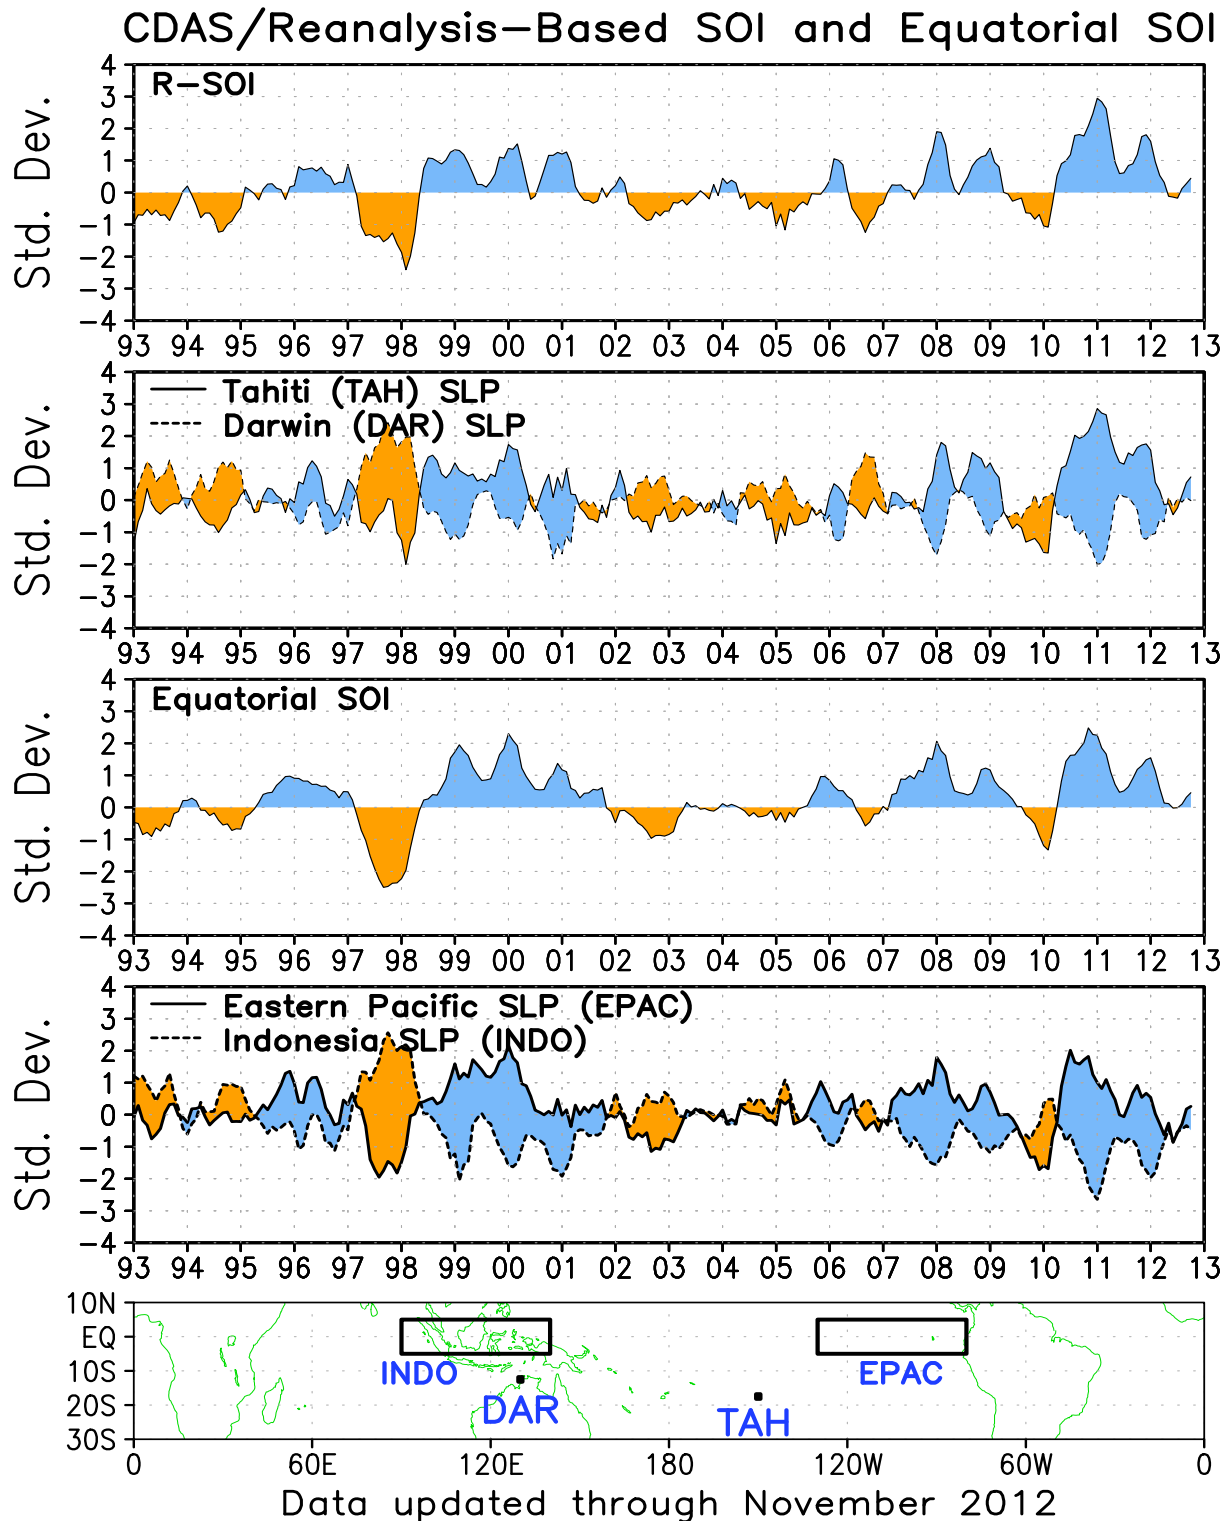 CDAS/Reanalysis-Based SOI and Equatorial SOI
R-SOI
Std. Dev.
4
3
2
1
0
-1
-2
-3
-4
93 94 95 96 97 98 99 00 01 02 03 04 05 06 07 08 09 10 11 12 13
Tahiti (TAH) SLP
Darwin (DAR) SLP
Std. Dev.
4
3
2
1
0
-1
-2
-3
-4
93 94 95 96 97 98 99 00 01 02 03 04 05 06 07 08 09 10 11 12 13
Equatorial SOI
Std. Dev.
4
3
2
1
0
-1
-2
-3
-4
93 94 95 96 97 98 99 00 01 02 03 04 05 06 07 08 09 10 11 12 13
Eastern Pacific SLP (EPAC)
Indonesia SLP (INDO)
Std. Dev.
4
3
2
1
0
-1
-2
-3
-4
93 94 95 96 97 98 99 00 01 02 03 04 05 06 07 08 09 10 11 12 13
10N
EQ
10S
20S
30S
INDO
EPAC
DAR
TAH
0 60E 120E 180 120W 60W 0
Data updated through November 2012